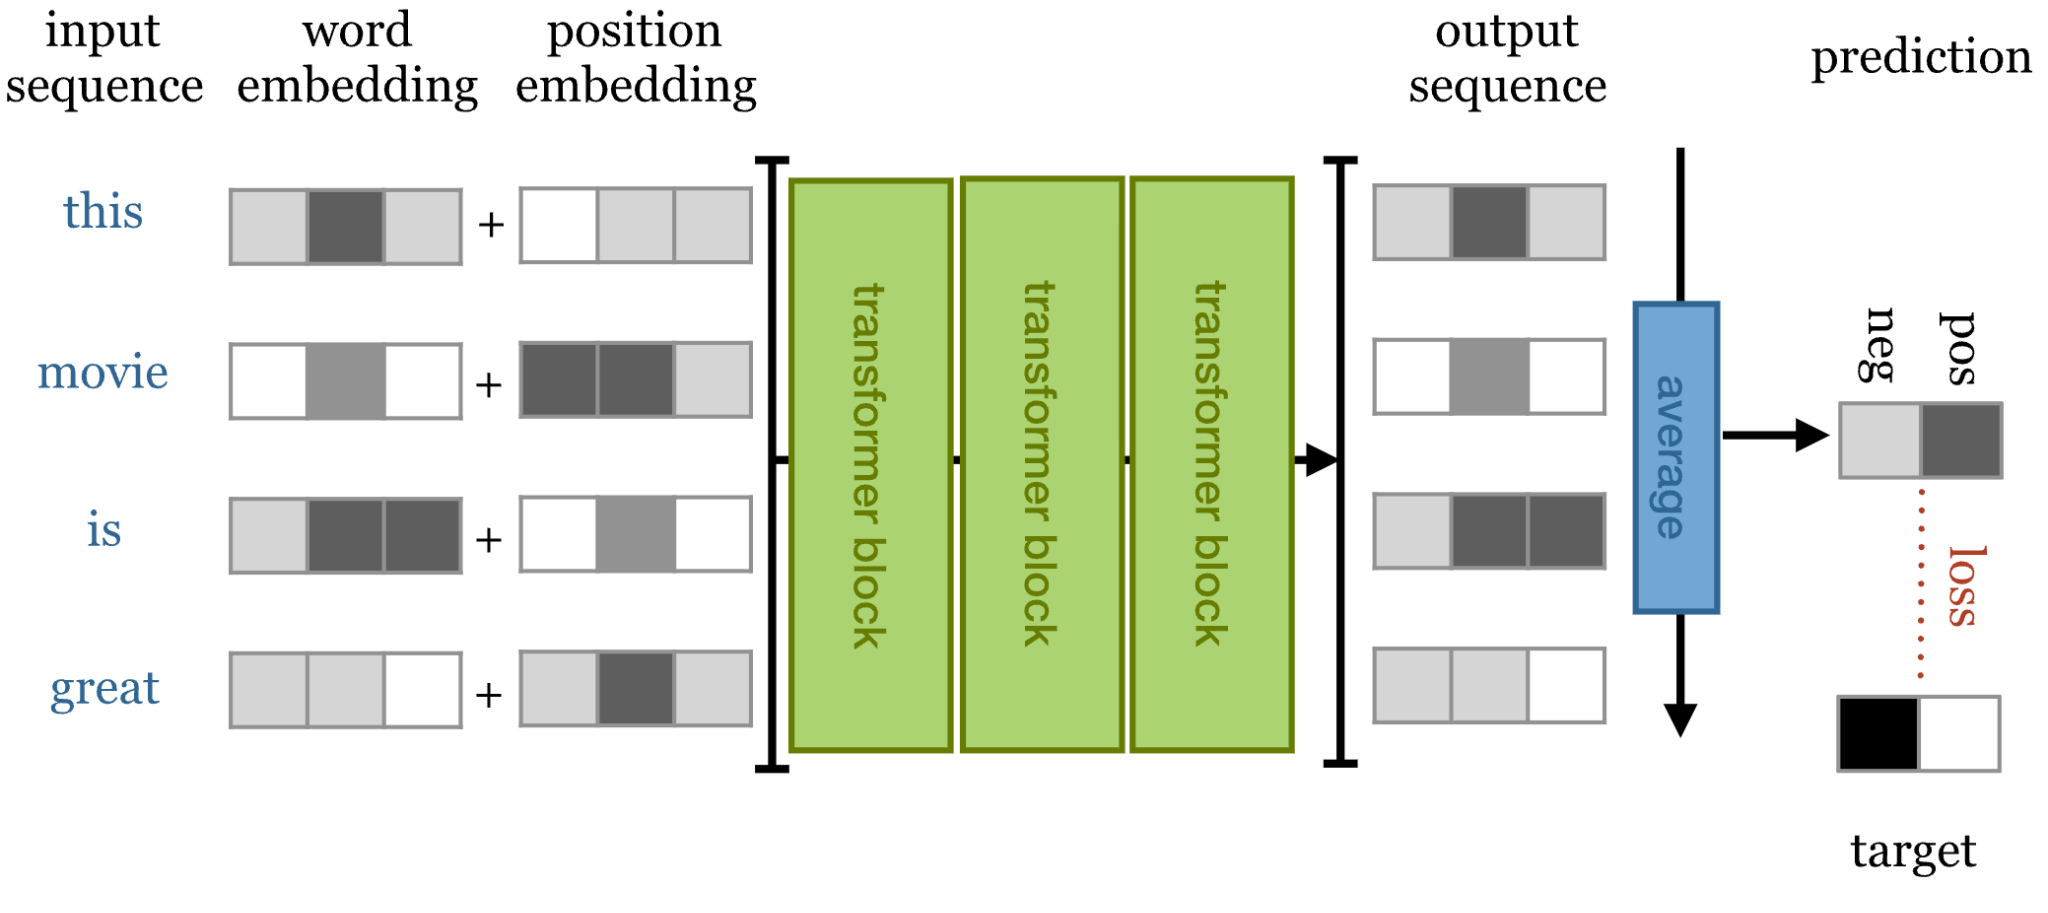 input sequence
word embedding
position embedding
output sequence
prediction
this
+
movie
+
is
+
great
+
transformer block
transformer block
transformer block
average
neg
pos
loss
target